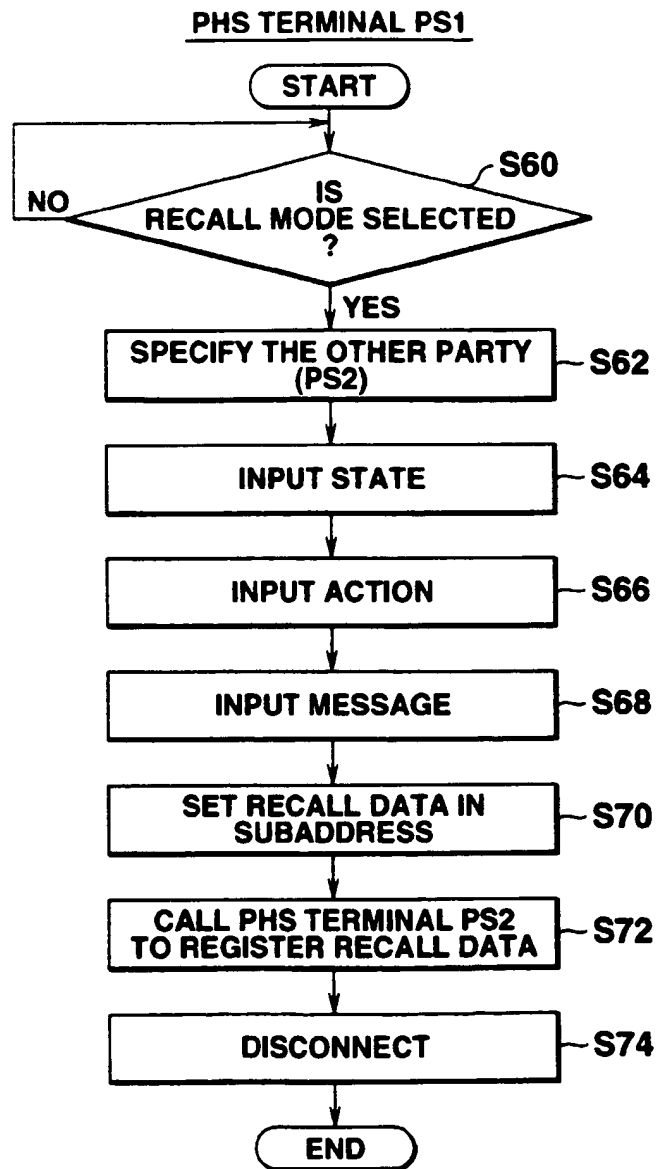 PHS TERMINAL PS1
START
S60
IS
RECALL MODE SELECTED
?
NO
YES
SPECIFY THE OTHER PARTY
(PS2)
S62
INPUT STATE
S64
INPUT ACTION
S66
INPUT MESSAGE
S68
SET RECALL DATA IN
SUBADDRESS
S70
CALL PHS TERMINAL PS2
TO REGISTER RECALL DATA
S72
DISCONNECT
S74
END